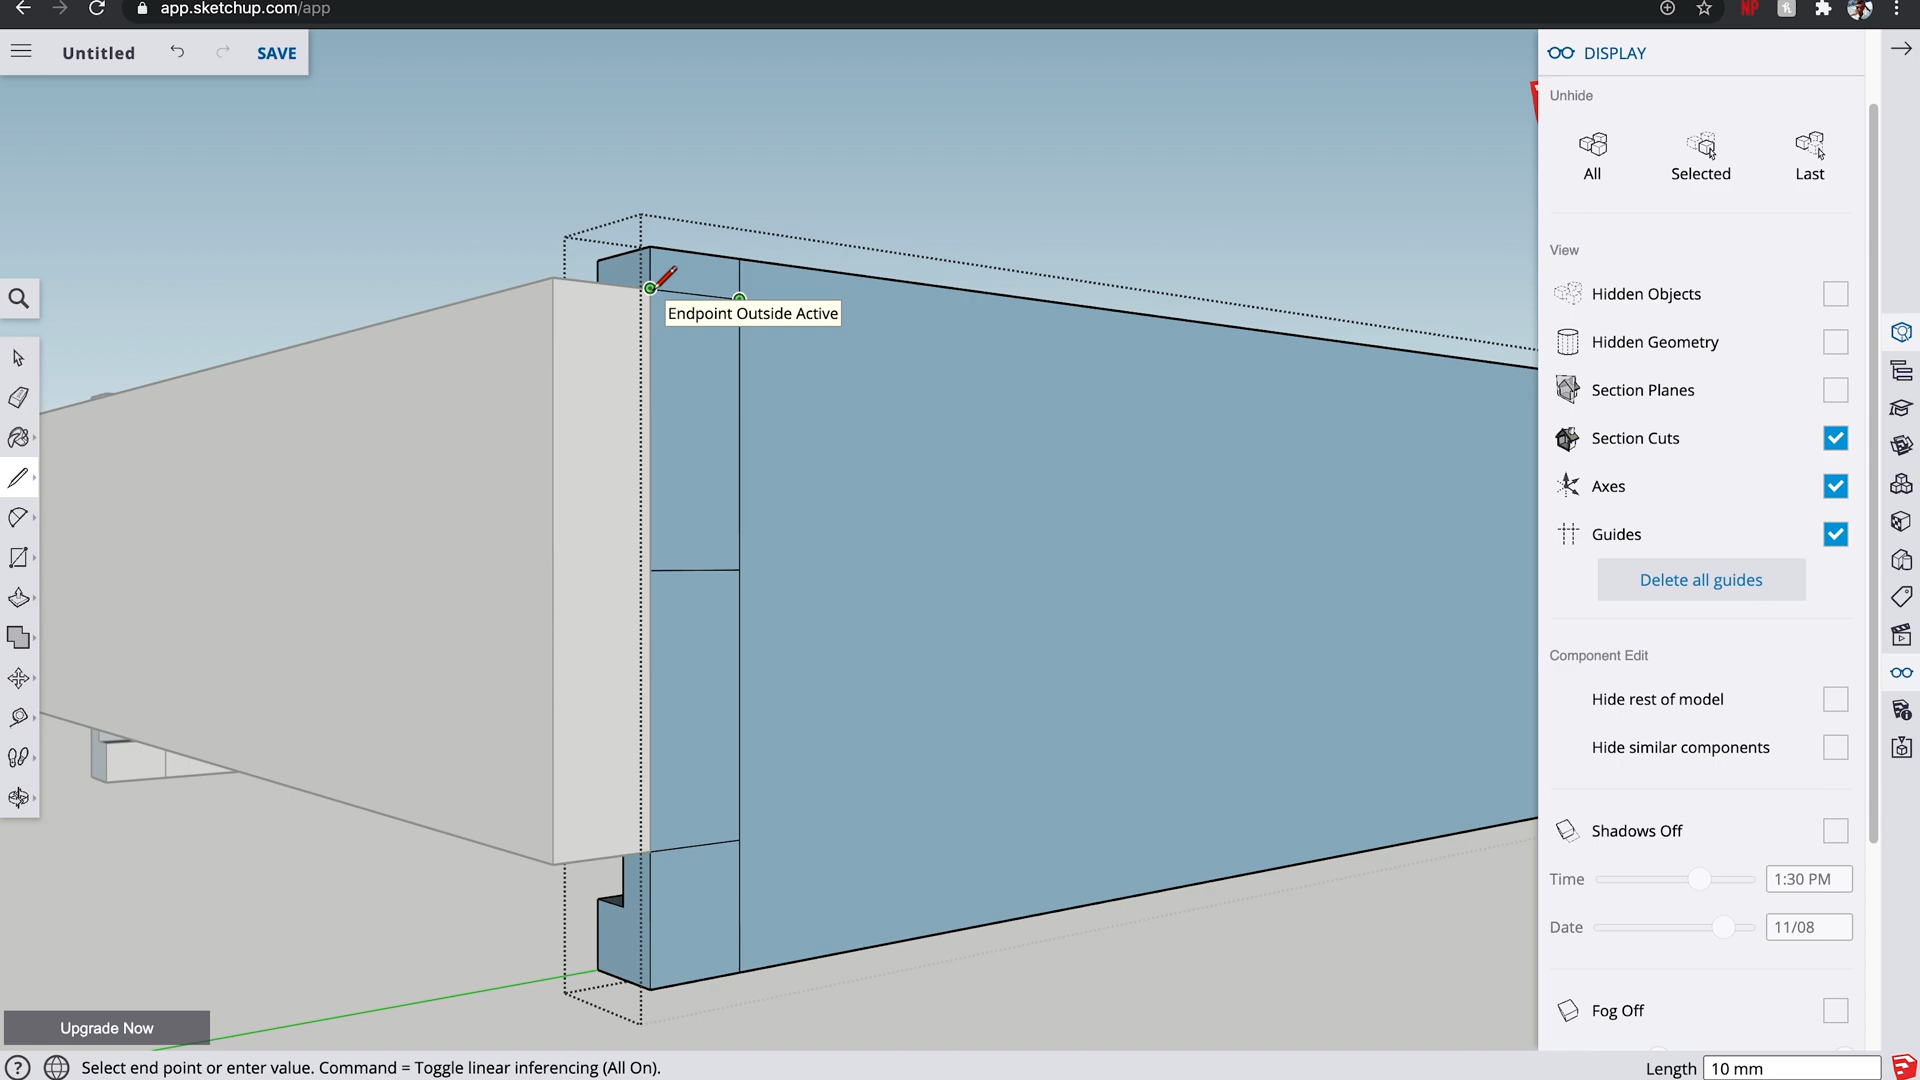 app.sketchup.com/app
NP
Untitled
SAVE
DISPLAY
Unhide
All
Selected
Last
View
Hidden Objects
Hidden Geometry
Section Planes
Section Cuts
Axes
Guides
Delete all guides
Component Edit
Hide rest of model
Hide similar components
Shadows Off
Time
1:30 PM
Date
11/08
Fog Off
Endpoint Outside Active
Upgrade Now
Select end point or enter value. Command = Toggle linear inferencing (All On).
Length
10 mm